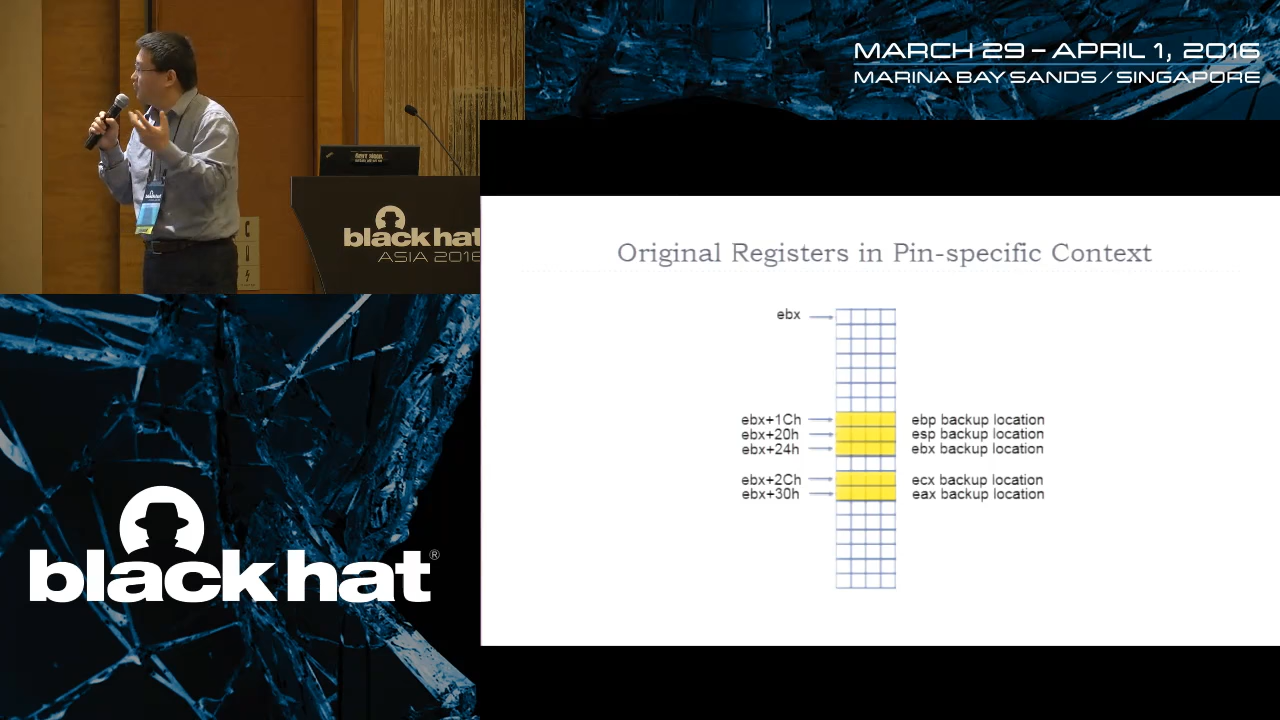 MARCH 29 – APRIL 1, 2016
MARINA BAY SANDS / SINGAPORE
black hat
ASIA 2016
Original Registers in Pin-specific Context
ebx
ebx+1Ch ebp backup location
ebx+20h esp backup location
ebx+24h ebx backup location
ebx+2Ch ecx backup location
ebx+30h eax backup location
black hat®